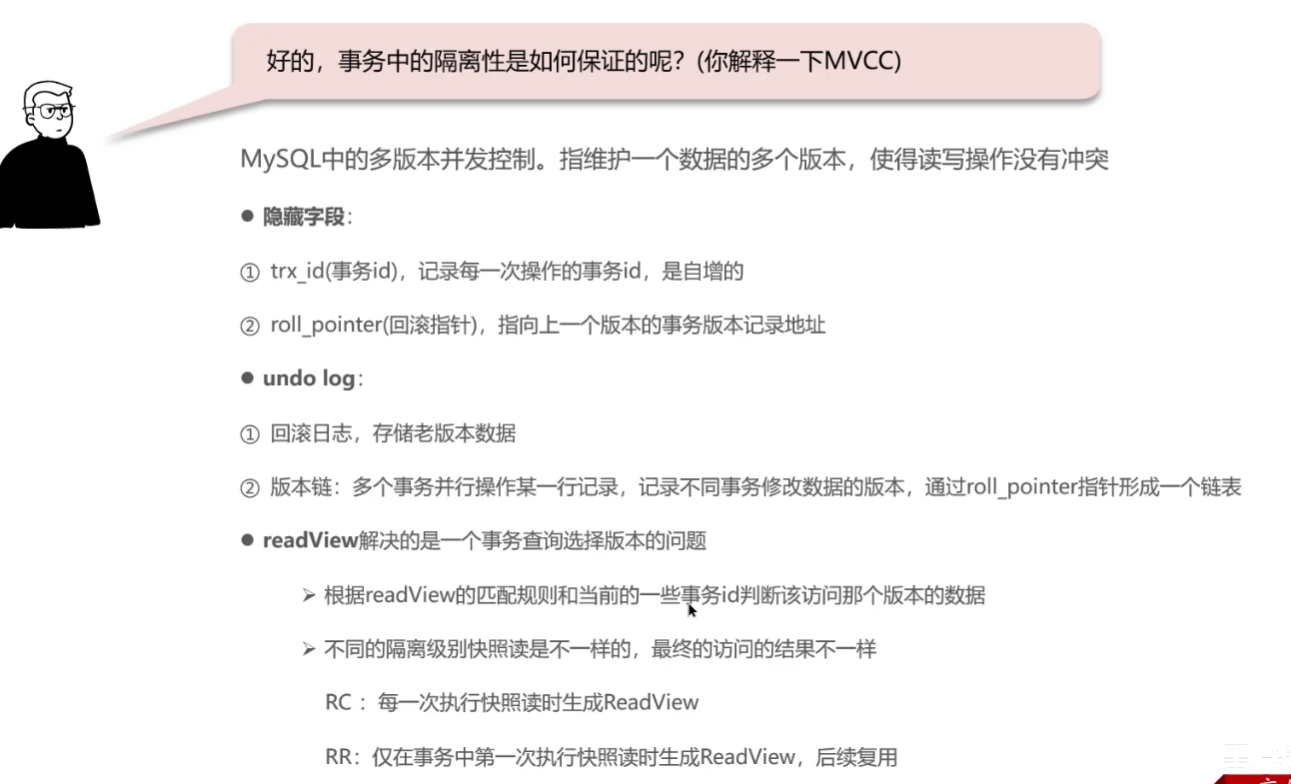 好的，事务中的隔离性是如何保证的呢？(你解释一下MVCC)
MySQL中的多版本并发控制。指维护一个数据的多个版本，使得读写操作没有冲突
● 隐藏字段：
① trx_id(事务id)，记录每一次操作的事务id，是自增的
② roll_pointer(回滚指针)，指向上一个版本的事务版本记录地址
● undo log：
① 回滚日志，存储老版本数据
② 版本链：多个事务并行操作某一行记录，记录不同事务修改数据的版本，通过roll_pointer指针形成一个链表
● readView解决的是一个事务查询选择版本的问题
➢ 根据readView的匹配规则和当前的一些事务id判断该访问那个版本的数据
➢ 不同的隔离级别快照读是不一样的，最终的访问的结果不一样
RC ：每一次执行快照读时生成ReadView
RR：仅在事务中第一次执行快照读时生成ReadView，后续复用